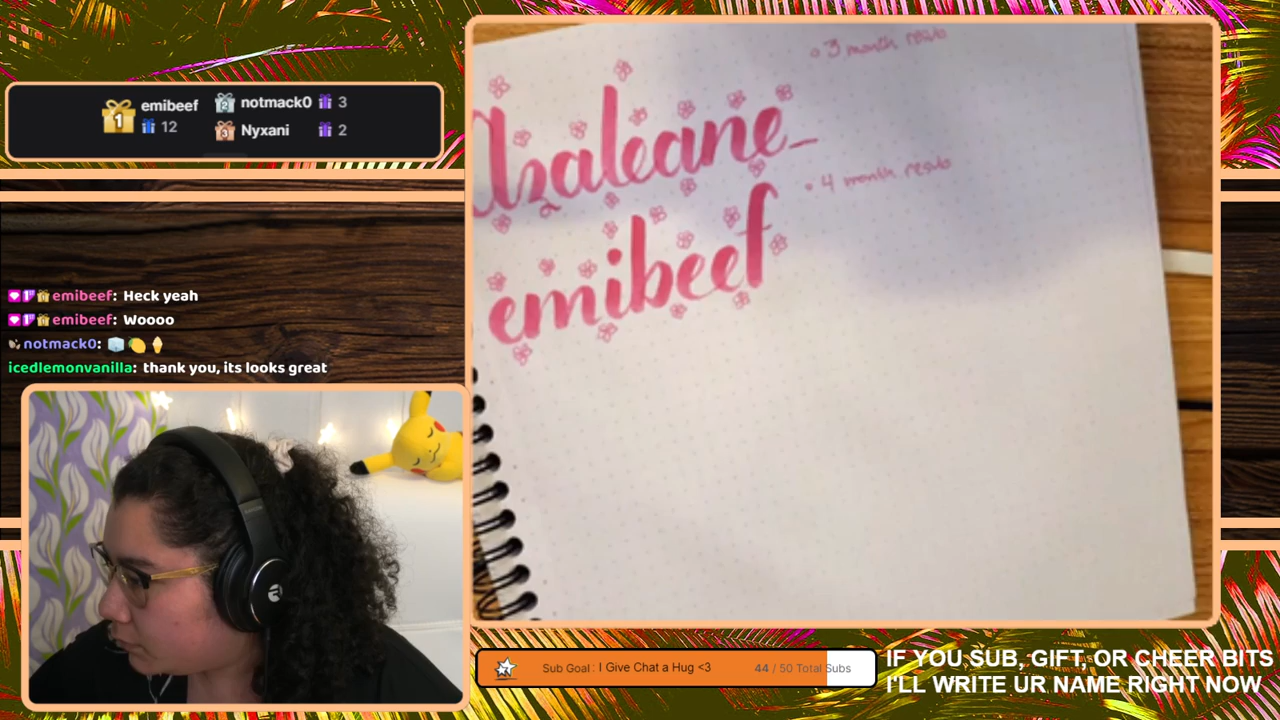 emibeef
12
notmack0 3
Nyxani 2
1
2
3
emibeef: Heck yeah
emibeef: Woooo
notmack0: 🧊🍋🍦
icedlemonvanilla: thank you, its looks great
3 month resub
Azaleane_
4 month resub
emibeef
Sub Goal: I Give Chat a Hug <3 44 / 50 Total Subs
IF YOU SUB, GIFT, OR CHEER BITS
I'LL WRITE UR NAME RIGHT NOW